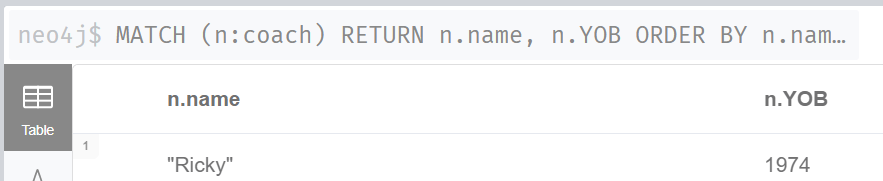 neo4j$ MATCH (n:coach) RETURN n.name, n.YOB ORDER BY n.nam…
n.name n.YOB
Table
1
"Ricky" 1974
A